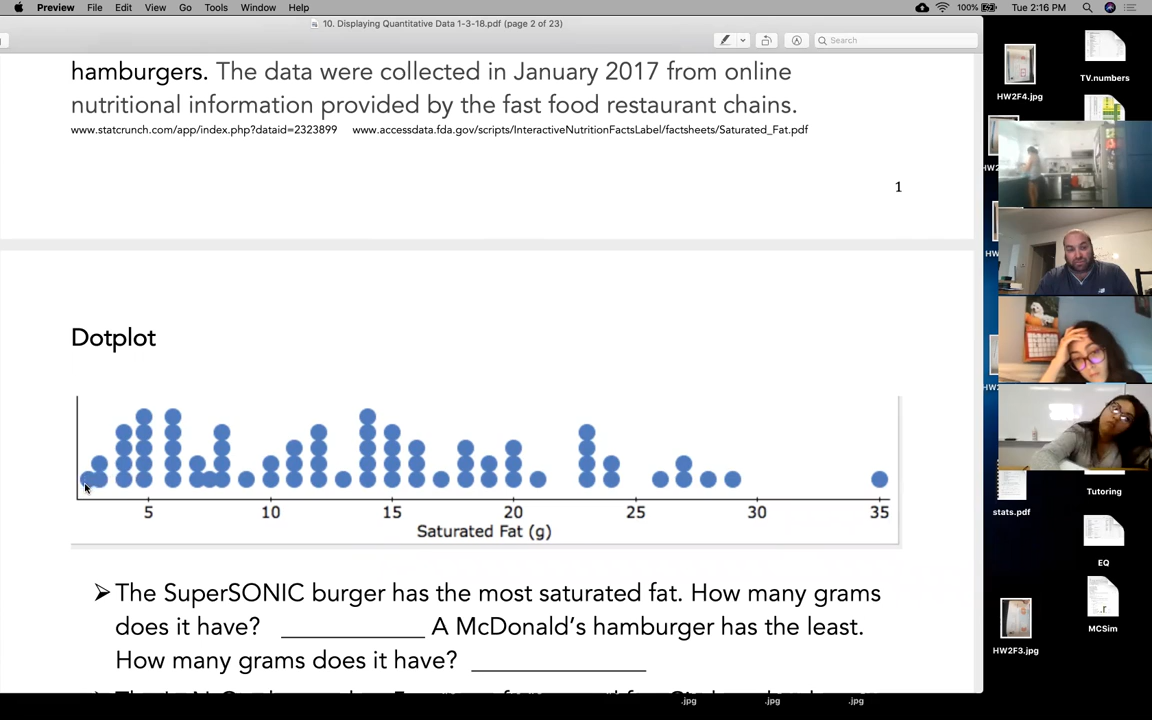 Preview File Edit View Go Tools Window Help 100% Tue 2:16 PM
10. Displaying Quantitative Data 1-3-18.pdf (page 2 of 23)
Search
hamburgers. The data were collected in January 2017 from online
nutritional information provided by the fast food restaurant chains.
www.statcrunch.com/app/index.php?dataid=2323899 www.accessdata.fda.gov/scripts/InteractiveNutritionFactsLabel/factsheets/Saturated_Fat.pdf
1
Dotplot
5 10 15 20 25 30 35
Saturated Fat (g)
➢ The SuperSONIC burger has the most saturated fat. How many grams
does it have? ____________ A McDonald's hamburger has the least.
How many grams does it have? ______________
HW2F4.jpg
TV.numbers
stats.pdf
Tutoring
EQ
MCSim
HW2F3.jpg
.jpg .jpg .jpg